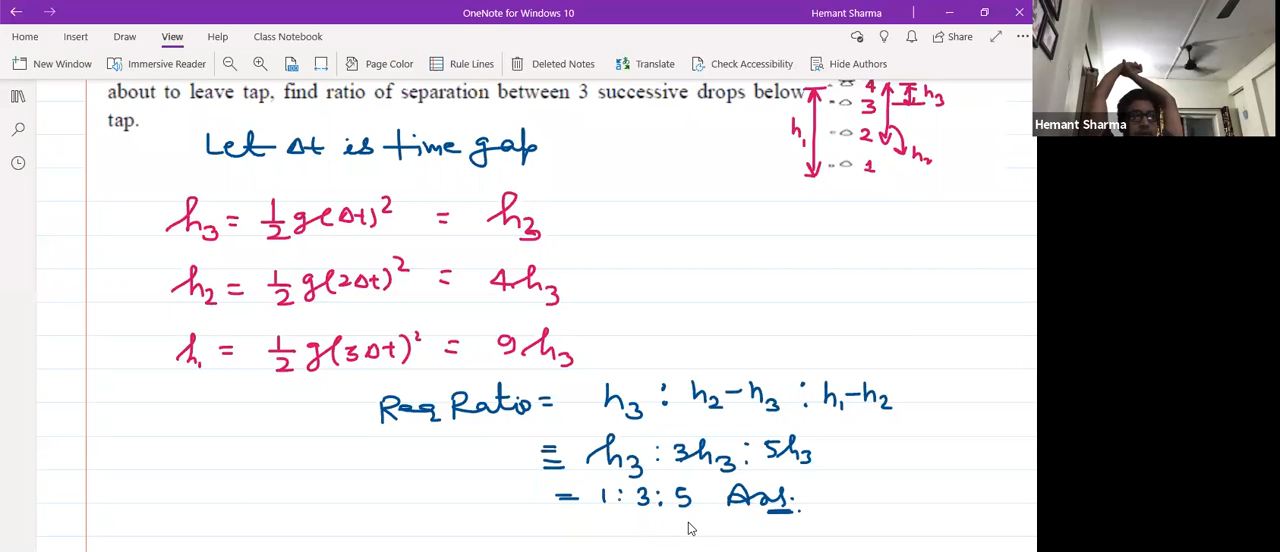 OneNote for Windows 10
Hemant Sharma
Home Insert Draw View Help Class Notebook
Share
New Window Immersive Reader Page Color Rule Lines Deleted Notes Translate Check Accessibility Hide Authors
about to leave tap, find ratio of separation between 3 successive drops below
tap.
4
3
2
1
h₁
h₂
h₃
Hemant Sharma
Let Δt is time gap
h₃ = 1/2 g(Δt)² = h₃
h₂ = 1/2 g(2Δt)² = 4h₃
h₁ = 1/2 g(3Δt)² = 9h₃
Req Ratio = h₃ : h₂-h₃ : h₁-h₂
≡ h₃ : 3h₃ : 5h₃
= 1 : 3 : 5 Ans.